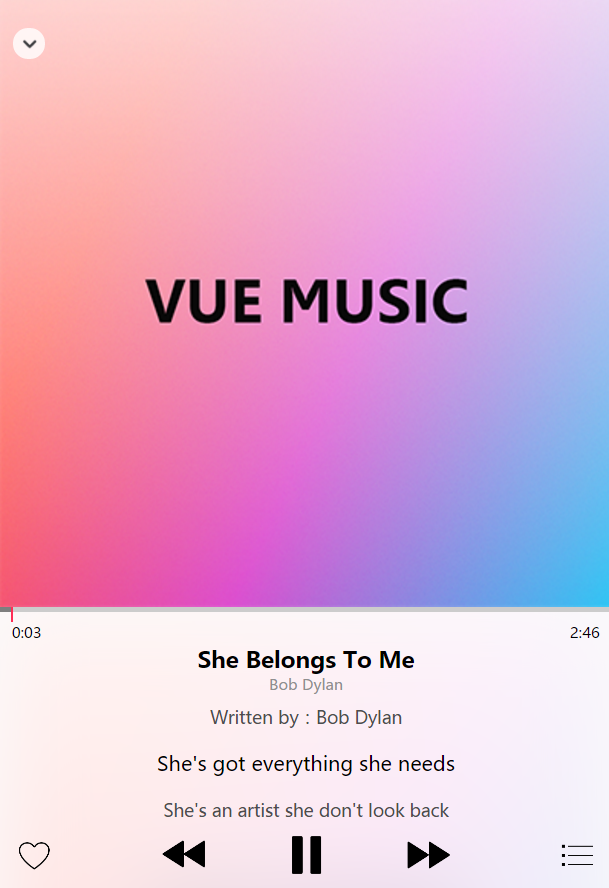 VUE MUSIC
0:03 2:46
She Belongs To Me
Bob Dylan
Written by : Bob Dylan
She's got everything she needs
She's an artist she don't look back